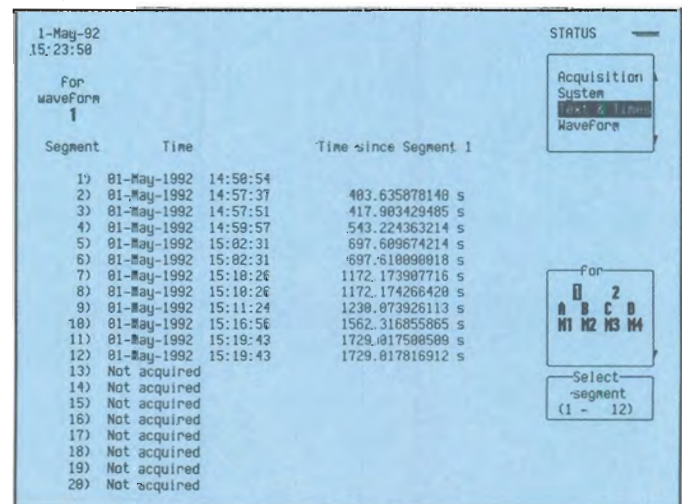 1-May-92
15:23:50
For
waveform
1
Segment Time Time since Segment 1
1) 01-May-1992 14:50:54
2) 01-May-1992 14:57:37 403.635078140 s
3) 01-May-1992 14:57:51 417.903429485 s
4) 01-May-1992 14:59:57 543.224363214 s
5) 01-May-1992 15:02:31 697.609674214 s
6) 01-May-1992 15:02:31 697.610090018 s
7) 01-May-1992 15:10:26 1172.173907716 s
8) 01-May-1992 15:10:26 1172.174266420 s
9) 01-May-1992 15:11:24 1230.073926113 s
10) 01-May-1992 15:16:56 1562.316855865 s
11) 01-May-1992 15:19:43 1729.017500509 s
12) 01-May-1992 15:19:43 1729.017816912 s
13) Not acquired
14) Not acquired
15) Not acquired
16) Not acquired
17) Not acquired
18) Not acquired
19) Not acquired
20) Not acquired
STATUS
Acquisition
System
Text & Times
Waveform
For
1 2
A B C D
M1 M2 M3 M4
Select
segment
(1 - 12)